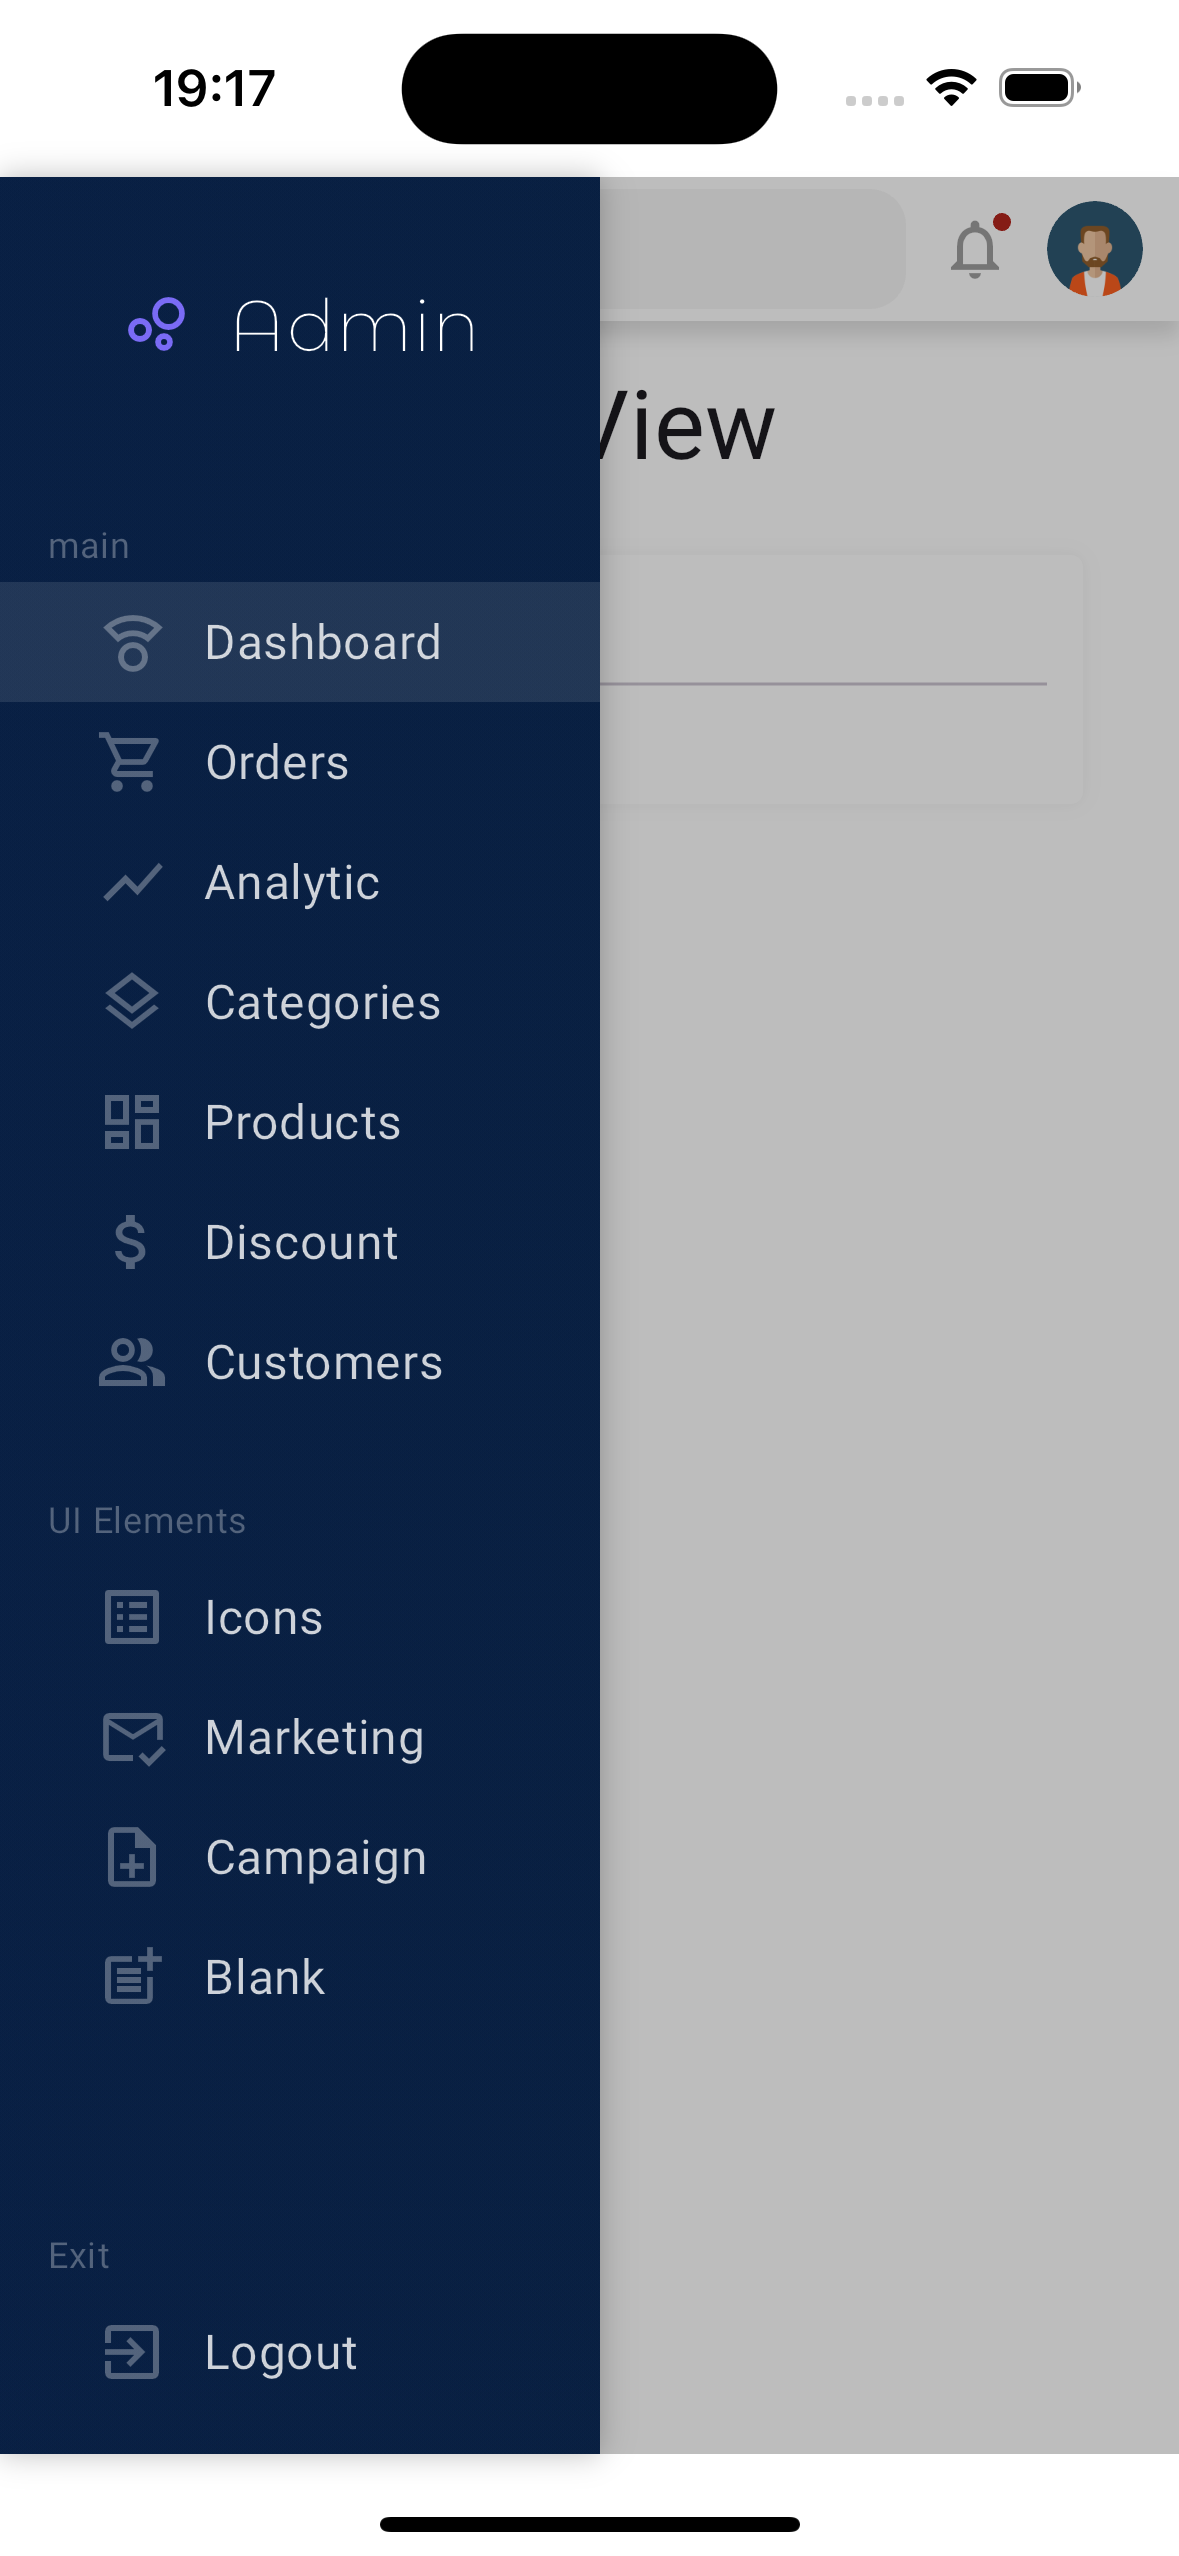 19:17
Admin
View
main
Dashboard
Orders
Analytic
Categories
Products
Discount
Customers
UI Elements
Icons
Marketing
Campaign
Blank
Exit
Logout